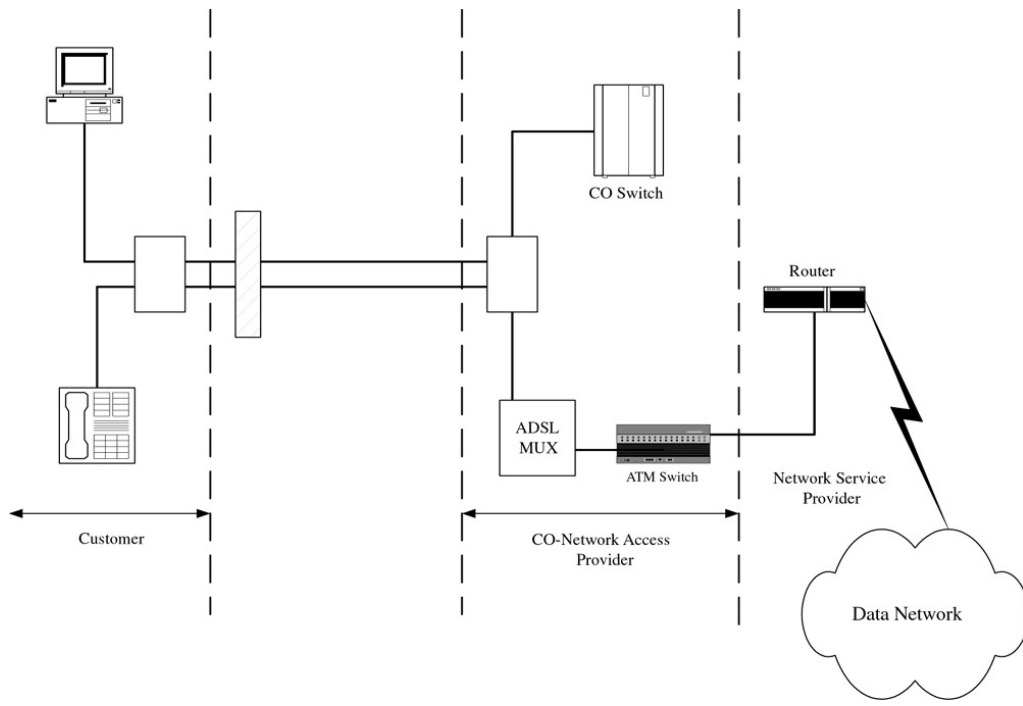 CO Switch
Router
ADSL
MUX
ATM Switch
Network Service
Provider
Customer
CO-Network Access
Provider
Data Network